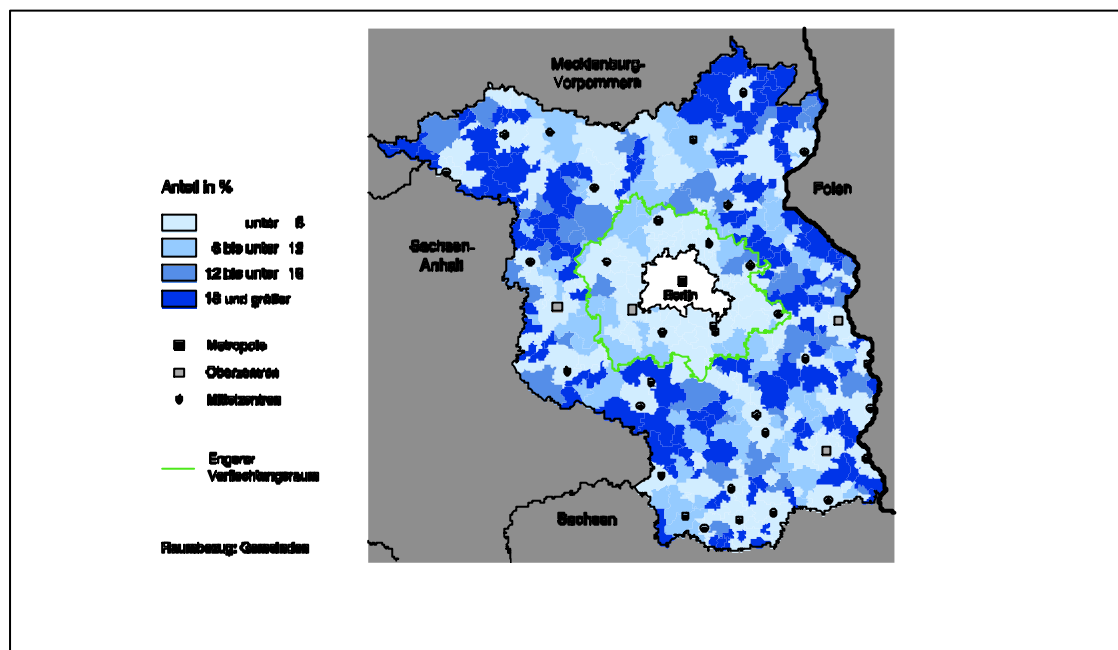 Mecklenburg-
Vorpommern
Polen
Sachsen-
Anhalt
Berlin
Sachsen
Anteil in %
unter 6
6 bis unter 12
12 bis unter 18
18 und größer
Metropole
Oberzentren
Mittelzentren
Engerer
Verflechtungsraum
Raumbezug: Gemeinden